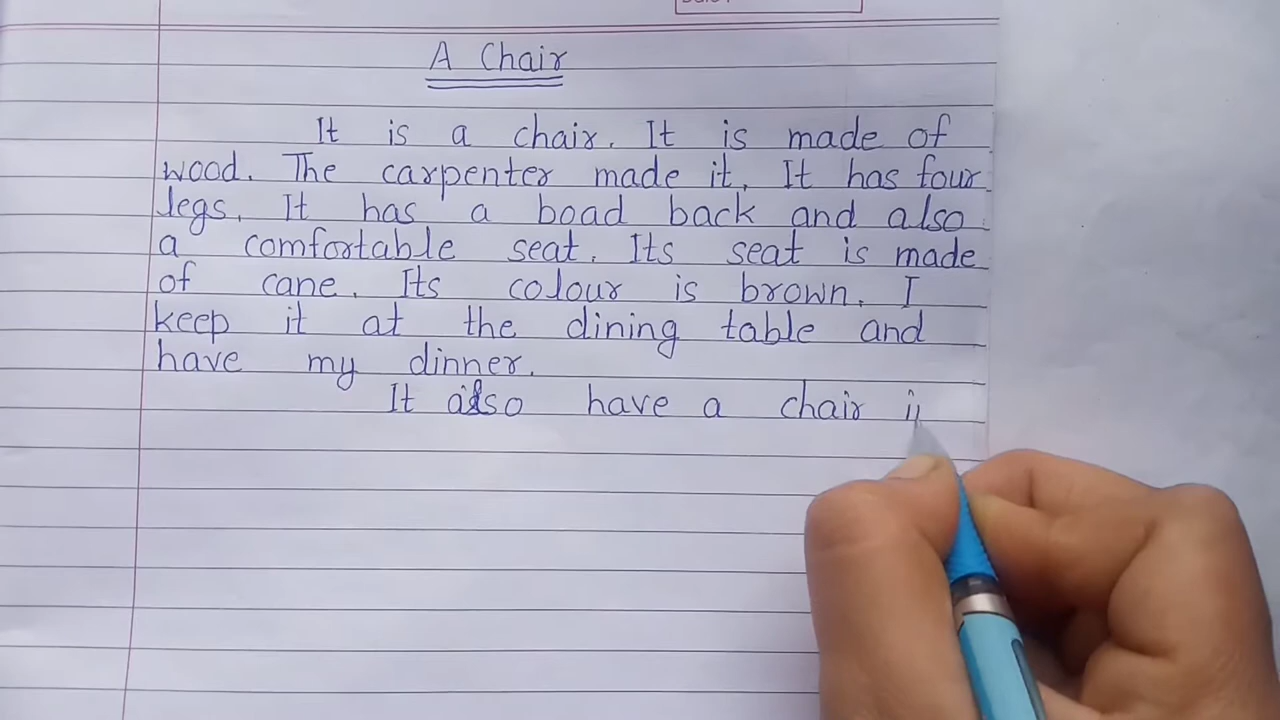 A Chair
It is a chair. It is made of
wood. The carpenter made it. It has four
legs. It has a boad back and also
a comfortable seat. Its seat is made
of cane. Its colour is brown. I
keep it at the dining table and
have my dinner.
It also have a chair